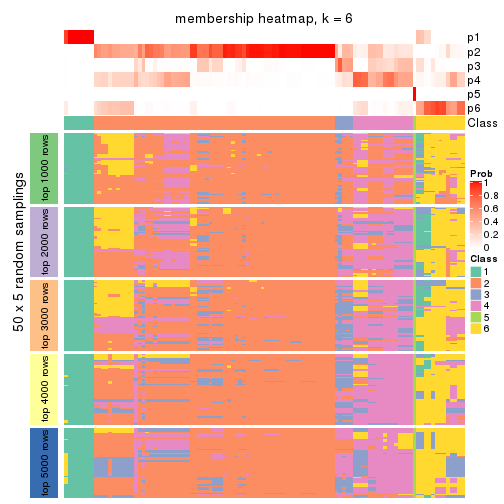 membership heatmap, k = 6
p1
p2
p3
p4
p5
p6
Class
50 x 5 random samplings
top 1000 rows
top 2000 rows
top 3000 rows
top 4000 rows
top 5000 rows
Prob
1
0.8
0.6
0.4
0.2
0
Class
1
2
3
4
5
6